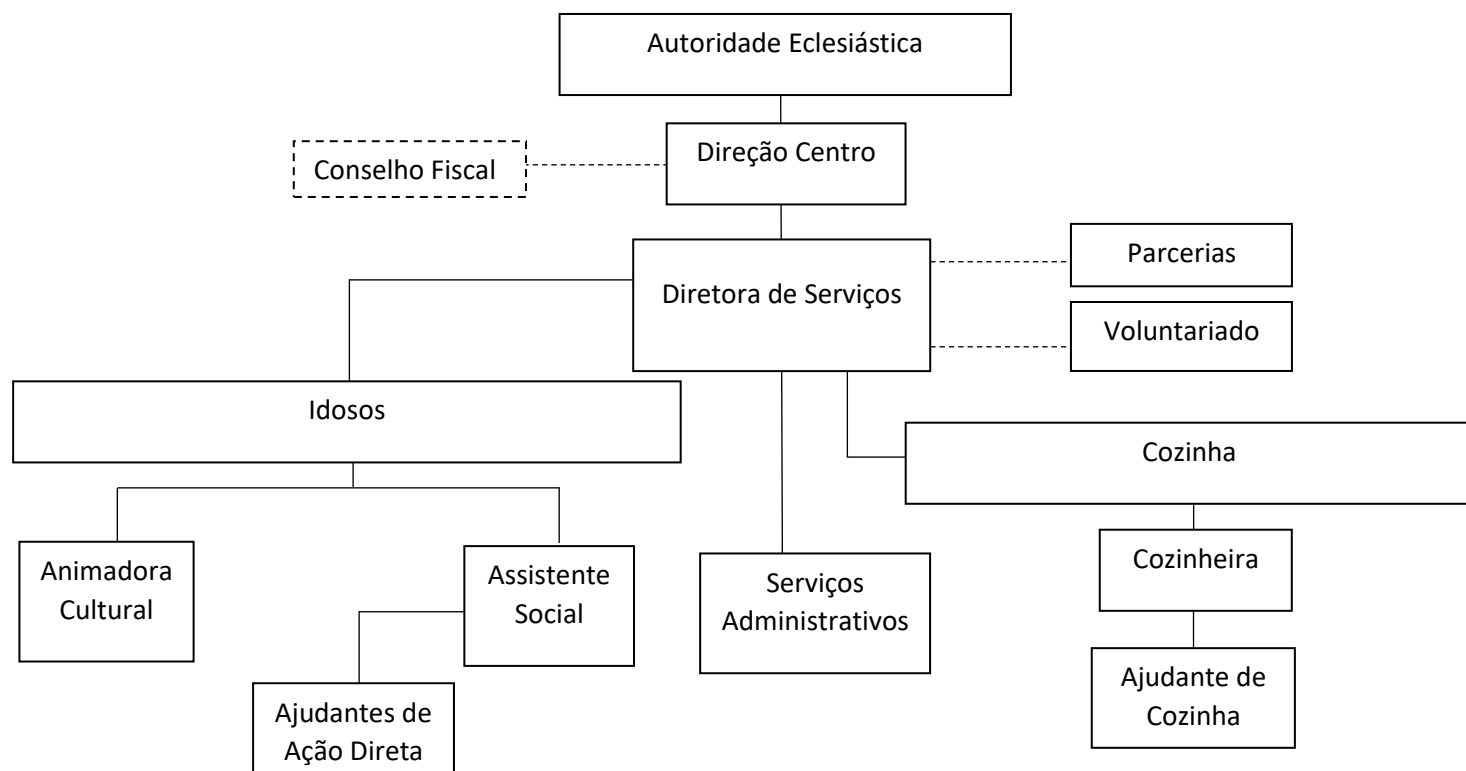 Autoridade Eclesiástica
Direção Centro
Conselho Fiscal
Diretora de Serviços
Parcerias
Voluntariado
Idosos
Cozinha
Animadora
Cultural
Assistente
Social
Serviços
Administrativos
Cozinheira
Ajudantes de
Ação Direta
Ajudante de
Cozinha